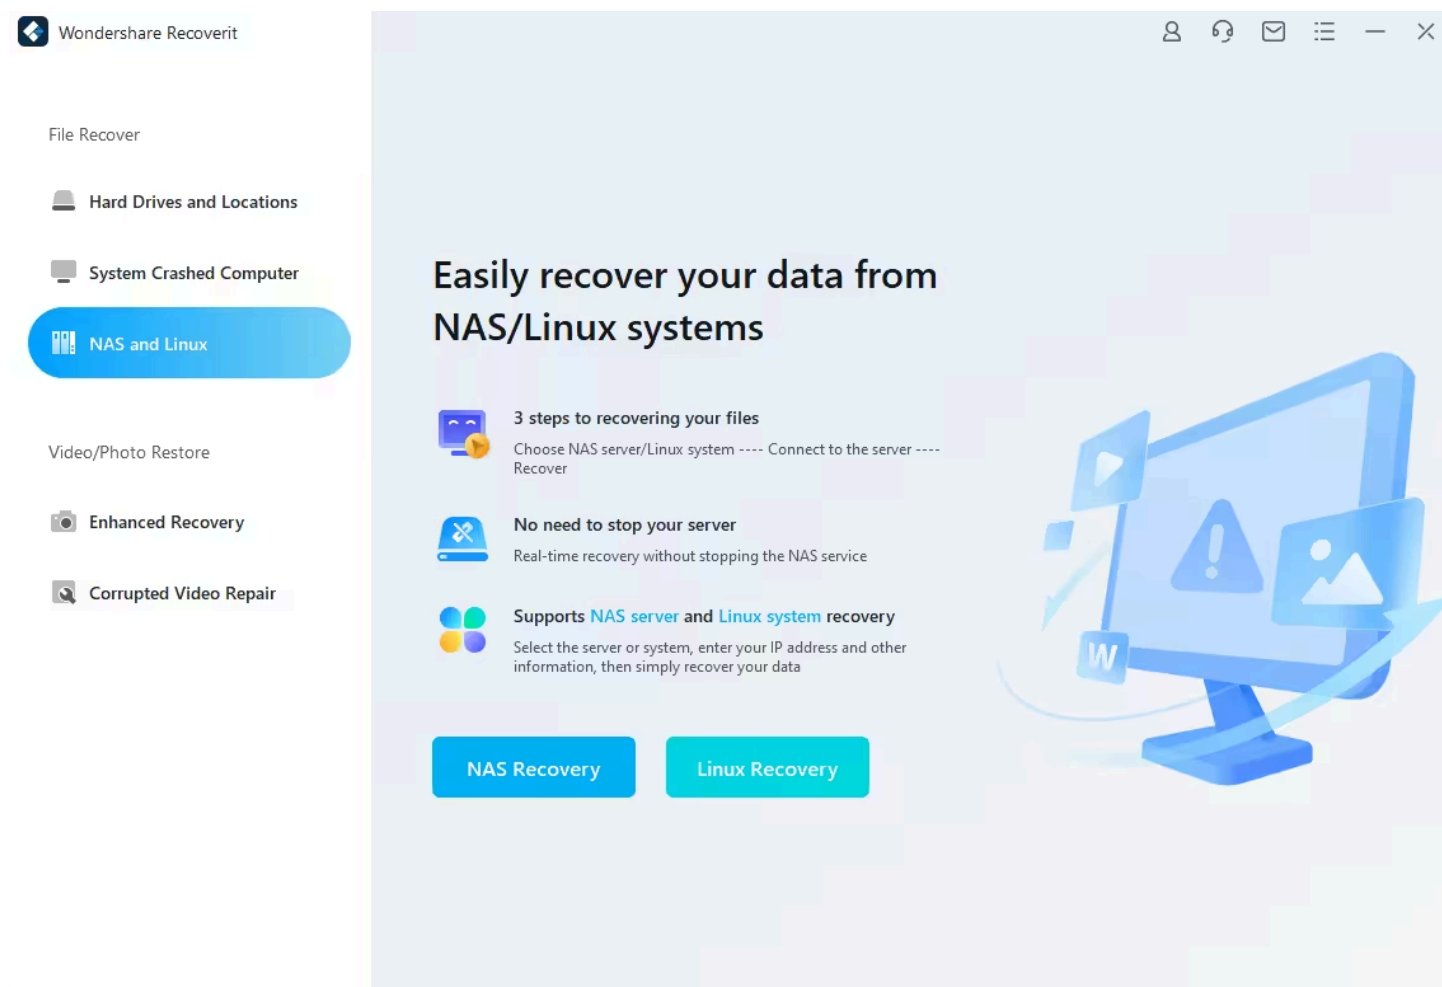 Wondershare Recoverit
File Recover
Hard Drives and Locations
System Crashed Computer
NAS and Linux
Video/Photo Restore
Enhanced Recovery
Corrupted Video Repair
Easily recover your data from
NAS/Linux systems
3 steps to recovering your files
Choose NAS server/Linux system ---- Connect to the server ----
Recover
No need to stop your server
Real-time recovery without stopping the NAS service
Supports NAS server and Linux system recovery
Select the server or system, enter your IP address and other
information, then simply recover your data
W
NAS Recovery
Linux Recovery